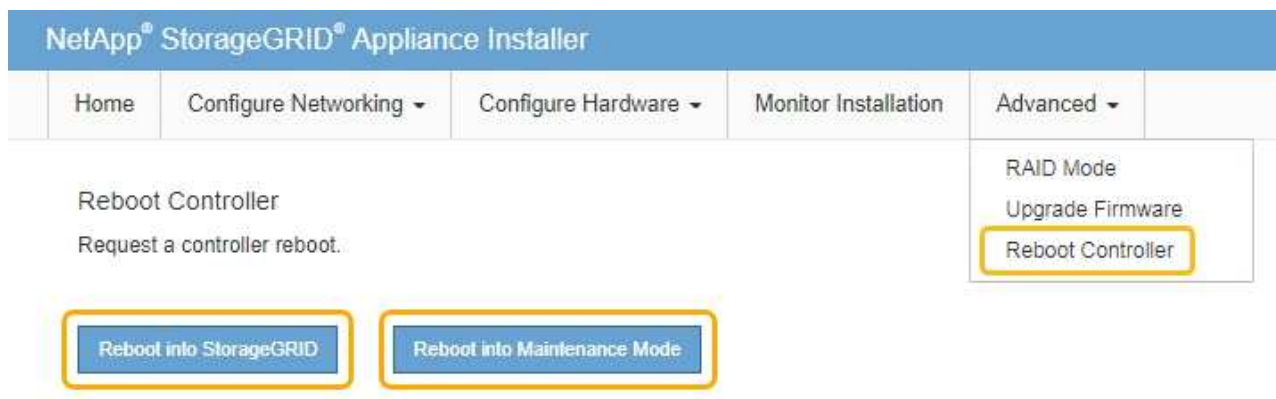 NetApp® StorageGRID® Appliance Installer
Home Configure Networking Configure Hardware Monitor Installation Advanced
RAID Mode
Upgrade Firmware
Reboot Controller
Reboot Controller
Request a controller reboot.
Reboot into StorageGRID Reboot into Maintenance Mode